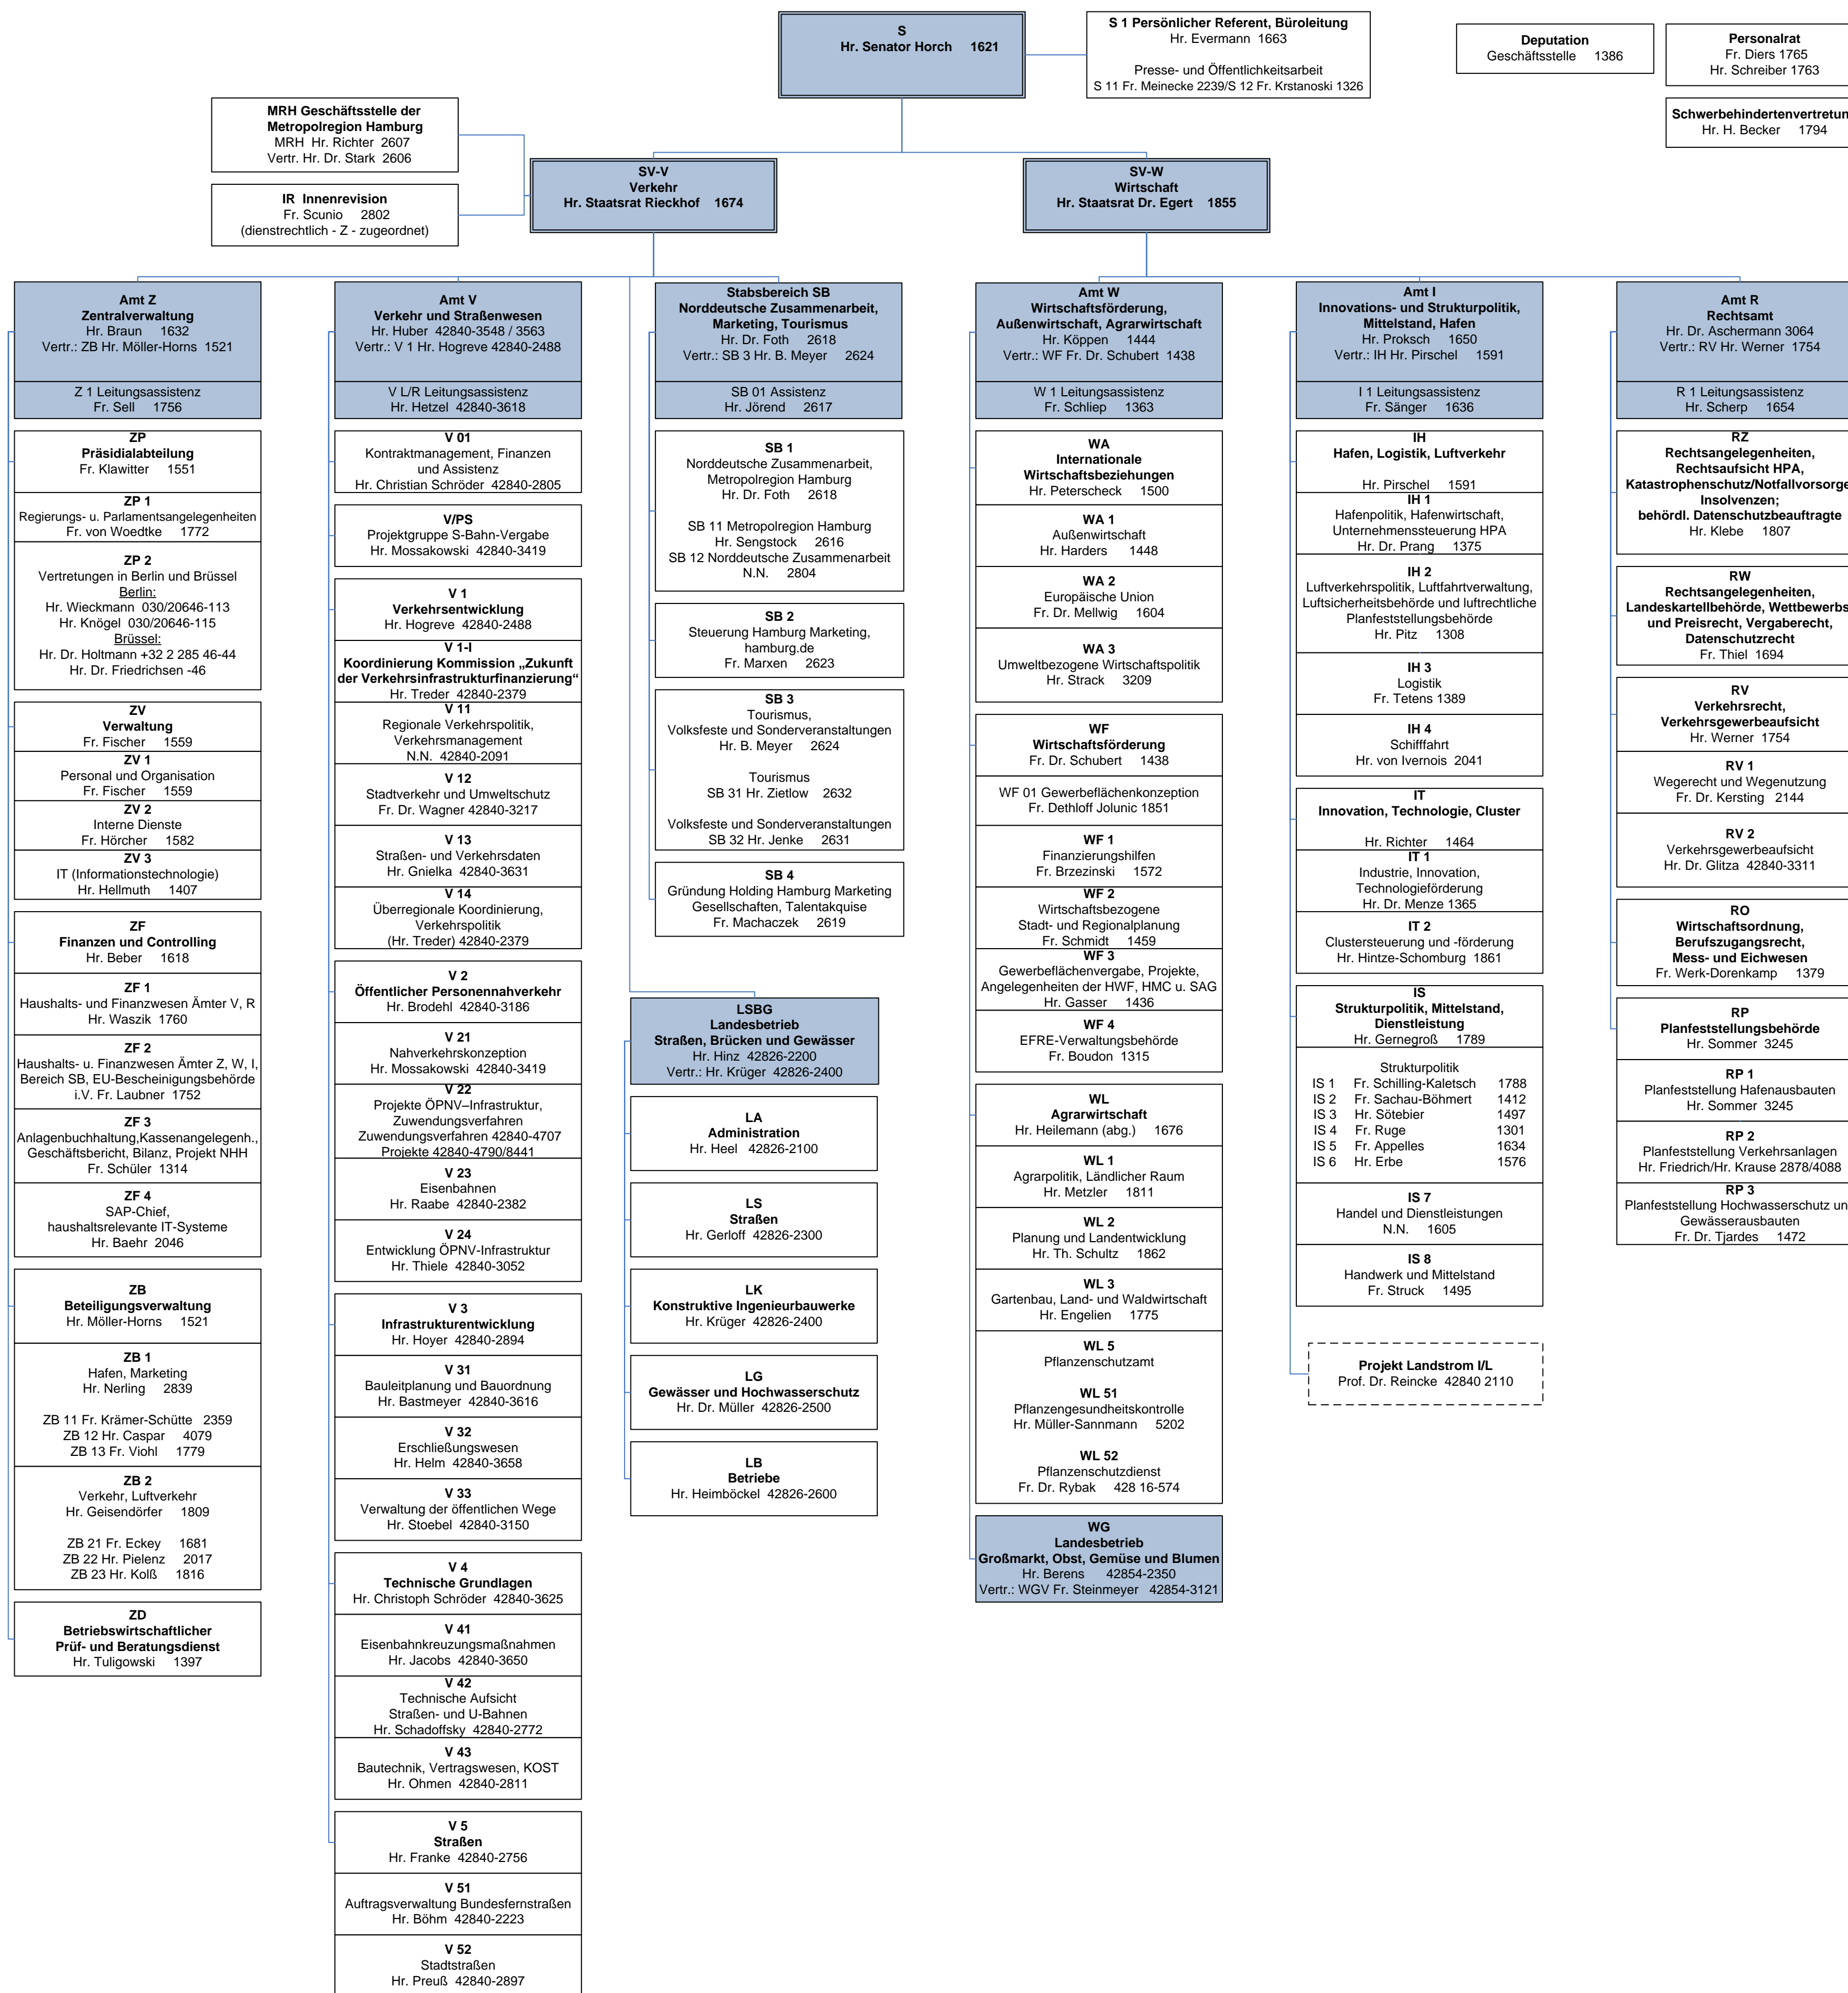 S
Hr. Senator Horch 1621
S 1 Persönlicher Referent, Büroleitung
Hr. Evermann 1663
Presse- und Öffentlichkeitsarbeit
S 11 Fr. Meinecke 2239/S 12 Fr. Krstanoski 1326
Deputation
Geschäftsstelle 1386
Personalrat
Fr. Diers 1765
Hr. Schreiber 1763
Schwerbehindertenvertretun
Hr. H. Becker 1794
MRH Geschäftsstelle der
Metropolregion Hamburg
MRH Hr. Richter 2607
Vertr. Hr. Dr. Stark 2606
IR Innenrevision
Fr. Scunio 2802
(dienstrechtlich - Z - zugeordnet)
SV-V
Verkehr
Hr. Staatsrat Rieckhof 1674
SV-W
Wirtschaft
Hr. Staatsrat Dr. Egert 1855
Amt Z
Zentralverwaltung
Hr. Braun 1632
Vertr.: ZB Hr. Möller-Horns 1521
Z 1 Leitungsassistenz
Fr. Sell 1756
ZP
Präsidialabteilung
Fr. Klawitter 1551
ZP 1
Regierungs- u. Parlamentsangelegenheiten
Fr. von Woedtke 1772
ZP 2
Vertretungen in Berlin und Brüssel
Berlin:
Hr. Wieckmann 030/20646-113
Hr. Knögel 030/20646-115
Brüssel:
Hr. Dr. Holtmann +32 2 285 46-44
Hr. Dr. Friedrichsen -46
ZV
Verwaltung
Fr. Fischer 1559
ZV 1
Personal und Organisation
Fr. Fischer 1559
ZV 2
Interne Dienste
Fr. Hörcher 1582
ZV 3
IT (Informationstechnologie)
Hr. Hellmuth 1407
ZF
Finanzen und Controlling
Hr. Beber 1618
ZF 1
Haushalts- und Finanzwesen Ämter V, R
Hr. Waszik 1760
ZF 2
Haushalts- u. Finanzwesen Ämter Z, W, I,
Bereich SB, EU-Bescheinigungsbehörde
i.V. Fr. Laubner 1752
ZF 3
Anlagenbuchhaltung,Kassenangelegenh.,
Geschäftsbericht, Bilanz, Projekt NHH
Fr. Schüler 1314
ZF 4
SAP-Chief,
haushaltsrelevante IT-Systeme
Hr. Baehr 2046
ZB
Beteiligungsverwaltung
Hr. Möller-Horns 1521
ZB 1
Hafen, Marketing
Hr. Nerling 2839
ZB 11 Fr. Krämer-Schütte 2359
ZB 12 Hr. Caspar 4079
ZB 13 Fr. Viohl 1779
ZB 2
Verkehr, Luftverkehr
Hr. Geisendörfer 1809
ZB 21 Fr. Eckey 1681
ZB 22 Hr. Pielenz 2017
ZB 23 Hr. Kolß 1816
ZD
Betriebswirtschaftlicher
Prüf- und Beratungsdienst
Hr. Tuligowski 1397
Amt V
Verkehr und Straßenwesen
Hr. Huber 42840-3548 / 3563
Vertr.: V 1 Hr. Hogreve 42840-2488
V L/R Leitungsassistenz
Hr. Hetzel 42840-3618
V 01
Kontraktmanagement, Finanzen
und Assistenz
Hr. Christian Schröder 42840-2805
V/PS
Projektgruppe S-Bahn-Vergabe
Hr. Mossakowski 42840-3419
V 1
Verkehrsentwicklung
Hr. Hogreve 42840-2488
V 1-I
Koordinierung Kommission „Zukunft
der Verkehrsinfrastrukturfinanzierung“
Hr. Treder 42840-2379
V 11
Regionale Verkehrspolitik,
Verkehrsmanagement
N.N. 42840-2091
V 12
Stadtverkehr und Umweltschutz
Fr. Dr. Wagner 42840-3217
V 13
Straßen- und Verkehrsdaten
Hr. Gnielka 42840-3631
V 14
Überregionale Koordinierung,
Verkehrspolitik
(Hr. Treder) 42840-2379
V 2
Öffentlicher Personennahverkehr
Hr. Brodehl 42840-3186
V 21
Nahverkehrskonzeption
Hr. Mossakowski 42840-3419
V 22
Projekte ÖPNV–Infrastruktur,
Zuwendungsverfahren
Zuwendungsverfahren 42840-4707
Projekte 42840-4790/8441
V 23
Eisenbahnen
Hr. Raabe 42840-2382
V 24
Entwicklung ÖPNV-Infrastruktur
Hr. Thiele 42840-3052
V 3
Infrastrukturentwicklung
Hr. Hoyer 42840-2894
V 31
Bauleitplanung und Bauordnung
Hr. Bastmeyer 42840-3616
V 32
Erschließungswesen
Hr. Helm 42840-3658
V 33
Verwaltung der öffentlichen Wege
Hr. Stoebel 42840-3150
V 4
Technische Grundlagen
Hr. Christoph Schröder 42840-3625
V 41
Eisenbahnkreuzungsmaßnahmen
Hr. Jacobs 42840-3650
V 42
Technische Aufsicht
Straßen- und U-Bahnen
Hr. Schadoffsky 42840-2772
V 43
Bautechnik, Vertragswesen, KOST
Hr. Ohmen 42840-2811
V 5
Straßen
Hr. Franke 42840-2756
V 51
Auftragsverwaltung Bundesfernstraßen
Hr. Böhm 42840-2223
V 52
Stadtstraßen
Hr. Preuß 42840-2897
Stabsbereich SB
Norddeutsche Zusammenarbeit,
Marketing, Tourismus
Hr. Dr. Foth 2618
Vertr.: SB 3 Hr. B. Meyer 2624
SB 01 Assistenz
Hr. Jörend 2617
SB 1
Norddeutsche Zusammenarbeit,
Metropolregion Hamburg
Hr. Dr. Foth 2618
SB 11 Metropolregion Hamburg
Hr. Sengstock 2616
SB 12 Norddeutsche Zusammenarbeit
N.N. 2804
SB 2
Steuerung Hamburg Marketing,
hamburg.de
Fr. Marxen 2623
SB 3
Tourismus,
Volksfeste und Sonderveranstaltungen
Hr. B. Meyer 2624
Tourismus
SB 31 Hr. Zietlow 2632
Volksfeste und Sonderveranstaltungen
SB 32 Hr. Jenke 2631
SB 4
Gründung Holding Hamburg Marketing
Gesellschaften, Talentakquise
Fr. Machaczek 2619
LSBG
Landesbetrieb
Straßen, Brücken und Gewässer
Hr. Hinz 42826-2200
Vertr.: Hr. Krüger 42826-2400
LA
Administration
Hr. Heel 42826-2100
LS
Straßen
Hr. Gerloff 42826-2300
LK
Konstruktive Ingenieurbauwerke
Hr. Krüger 42826-2400
LG
Gewässer und Hochwasserschutz
Hr. Dr. Müller 42826-2500
LB
Betriebe
Hr. Heimböckel 42826-2600
Amt W
Wirtschaftsförderung,
Außenwirtschaft, Agrarwirtschaft
Hr. Köppen 1444
Vertr.: WF Fr. Dr. Schubert 1438
W 1 Leitungsassistenz
Fr. Schliep 1363
WA
Internationale
Wirtschaftsbeziehungen
Hr. Peterscheck 1500
WA 1
Außenwirtschaft
Hr. Harders 1448
WA 2
Europäische Union
Fr. Dr. Mellwig 1604
WA 3
Umweltbezogene Wirtschaftspolitik
Hr. Strack 3209
WF
Wirtschaftsförderung
Fr. Dr. Schubert 1438
WF 01 Gewerbeflächenkonzeption
Fr. Dethloff Jolunic 1851
WF 1
Finanzierungshilfen
Fr. Brzezinski 1572
WF 2
Wirtschaftsbezogene
Stadt- und Regionalplanung
Fr. Schmidt 1459
WF 3
Gewerbeflächenvergabe, Projekte,
Angelegenheiten der HWF, HMC u. SAG
Hr. Gasser 1436
WF 4
EFRE-Verwaltungsbehörde
Fr. Boudon 1315
WL
Agrarwirtschaft
Hr. Heilemann (abg.) 1676
WL 1
Agrarpolitik, Ländlicher Raum
Hr. Metzler 1811
WL 2
Planung und Landentwicklung
Hr. Th. Schultz 1862
WL 3
Gartenbau, Land- und Waldwirtschaft
Hr. Engelien 1775
WL 5
Pflanzenschutzamt
WL 51
Pflanzengesundheitskontrolle
Hr. Müller-Sannmann 5202
WL 52
Pflanzenschutzdienst
Fr. Dr. Rybak 428 16-574
WG
Landesbetrieb
Großmarkt, Obst, Gemüse und Blumen
Hr. Berens 42854-2350
Vertr.: WGV Fr. Steinmeyer 42854-3121
Amt I
Innovations- und Strukturpolitik,
Mittelstand, Hafen
Hr. Proksch 1650
Vertr.: IH Hr. Pirschel 1591
I 1 Leitungsassistenz
Fr. Sänger 1636
IH
Hafen, Logistik, Luftverkehr
Hr. Pirschel 1591
IH 1
Hafenpolitik, Hafenwirtschaft,
Unternehmenssteuerung HPA
Hr. Dr. Prang 1375
IH 2
Luftverkehrspolitik, Luftfahrtverwaltung,
Luftsicherheitsbehörde und luftrechtliche
Planfeststellungsbehörde
Hr. Pitz 1308
IH 3
Logistik
Fr. Tetens 1389
IH 4
Schifffahrt
Hr. von Ivernois 2041
IT
Innovation, Technologie, Cluster
Hr. Richter 1464
IT 1
Industrie, Innovation,
Technologieförderung
Hr. Dr. Menze 1365
IT 2
Clustersteuerung und -förderung
Hr. Hintze-Schomburg 1861
IS
Strukturpolitik, Mittelstand,
Dienstleistung
Hr. Gernegroß 1789
Strukturpolitik
IS 1 Fr. Schilling-Kaletsch 1788
IS 2 Fr. Sachau-Böhmert 1412
IS 3 Hr. Sötebier 1497
IS 4 Fr. Ruge 1301
IS 5 Fr. Appelles 1634
IS 6 Hr. Erbe 1576
IS 7
Handel und Dienstleistungen
N.N. 1605
IS 8
Handwerk und Mittelstand
Fr. Struck 1495
Projekt Landstrom I/L
Prof. Dr. Reincke 42840 2110
Amt R
Rechtsamt
Hr. Dr. Aschermann 3064
Vertr.: RV Hr. Werner 1754
R 1 Leitungsassistenz
Hr. Scherp 1654
RZ
Rechtsangelegenheiten,
Rechtsaufsicht HPA,
Katastrophenschutz/Notfallvorsorge
Insolvenzen;
behördl. Datenschutzbeauftragte
Hr. Klebe 1807
RW
Rechtsangelegenheiten,
Landeskartellbehörde, Wettbewerbs
und Preisrecht, Vergaberecht,
Datenschutzrecht
Fr. Thiel 1694
RV
Verkehrsrecht,
Verkehrsgewerbeaufsicht
Hr. Werner 1754
RV 1
Wegerecht und Wegenutzung
Fr. Dr. Kersting 2144
RV 2
Verkehrsgewerbeaufsicht
Hr. Dr. Glitza 42840-3311
RO
Wirtschaftsordnung,
Berufszugangsrecht,
Mess- und Eichwesen
Fr. Werk-Dorenkamp 1379
RP
Planfeststellungsbehörde
Hr. Sommer 3245
RP 1
Planfeststellung Hafenausbauten
Hr. Sommer 3245
RP 2
Planfeststellung Verkehrsanlagen
Hr. Friedrich/Hr. Krause 2878/4088
RP 3
Planfeststellung Hochwasserschutz un
Gewässerausbauten
Fr. Dr. Tjardes 1472